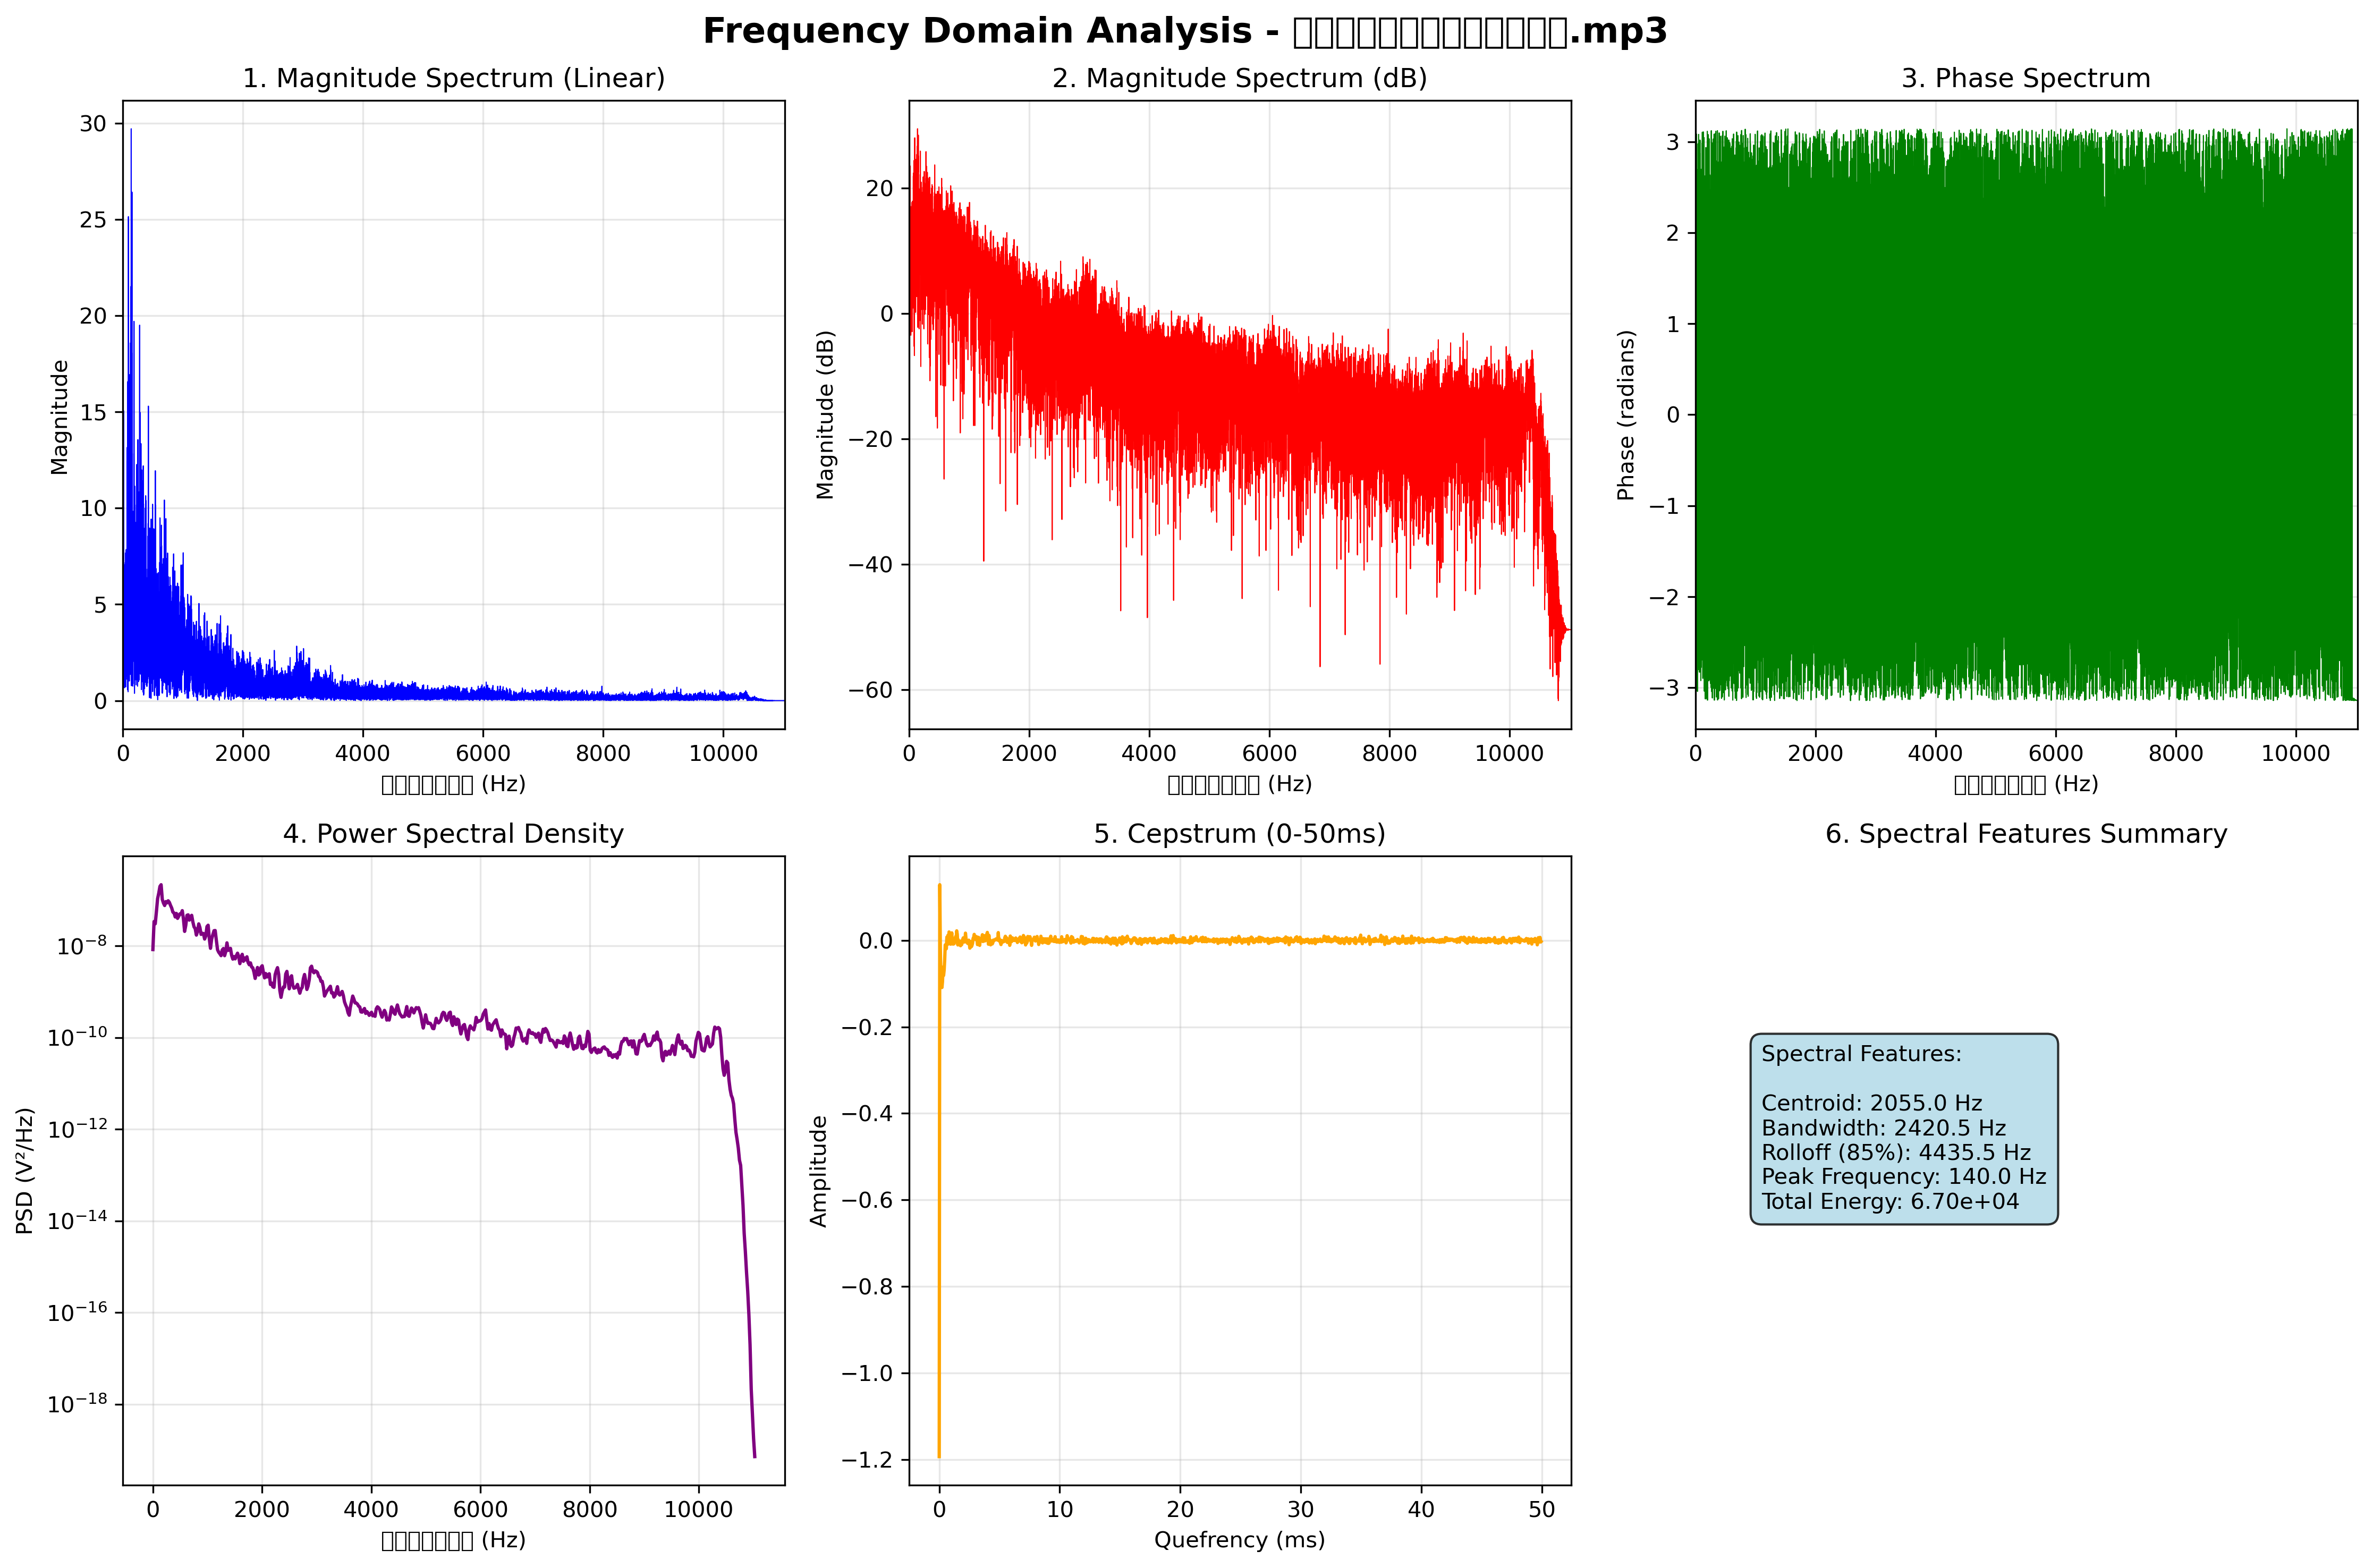 Frequency Domain Analysis - .mp3
1. Magnitude Spectrum (Linear)
30
25
20
15
10
5
0
Magnitude
0 2000 4000 6000 8000 10000
(Hz)
2. Magnitude Spectrum (dB)
20
0
−20
−40
−60
Magnitude (dB)
0 2000 4000 6000 8000 10000
(Hz)
3. Phase Spectrum
3
2
1
0
−1
−2
−3
Phase (radians)
0 2000 4000 6000 8000 10000
(Hz)
4. Power Spectral Density
10⁻⁸
10⁻¹⁰
10⁻¹²
10⁻¹⁴
10⁻¹⁶
10⁻¹⁸
PSD (V²/Hz)
0 2000 4000 6000 8000 10000
(Hz)
5. Cepstrum (0-50ms)
0.0
−0.2
−0.4
−0.6
−0.8
−1.0
−1.2
Amplitude
0 10 20 30 40 50
Quefrency (ms)
6. Spectral Features Summary
Spectral Features:
Centroid: 2055.0 Hz
Bandwidth: 2420.5 Hz
Rolloff (85%): 4435.5 Hz
Peak Frequency: 140.0 Hz
Total Energy: 6.70e+04